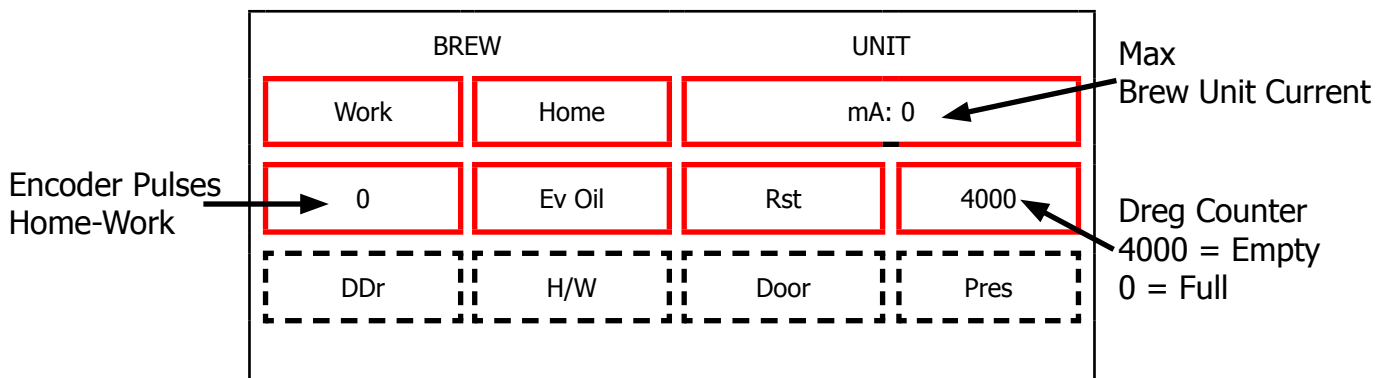 BREW UNIT
Max
Brew Unit Current
Work Home mA: 0
Encoder Pulses
Home-Work
0 Ev Oil Rst 4000
Dreg Counter
4000 = Empty
0 = Full
DDr H/W Door Pres